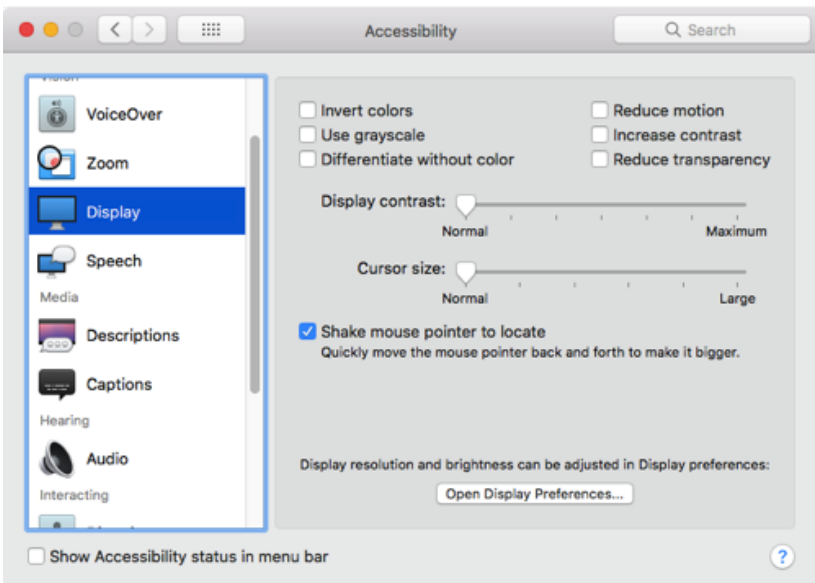 Accessibility
Search
Vision
VoiceOver
Zoom
Display
Speech
Media
Descriptions
Captions
Hearing
Audio
Interacting
Invert colors
Use grayscale
Differentiate without color
Reduce motion
Increase contrast
Reduce transparency
Display contrast:
Normal Maximum
Cursor size:
Normal Large
Shake mouse pointer to locate
Quickly move the mouse pointer back and forth to make it bigger.
Display resolution and brightness can be adjusted in Display preferences:
Open Display Preferences...
Show Accessibility status in menu bar
?